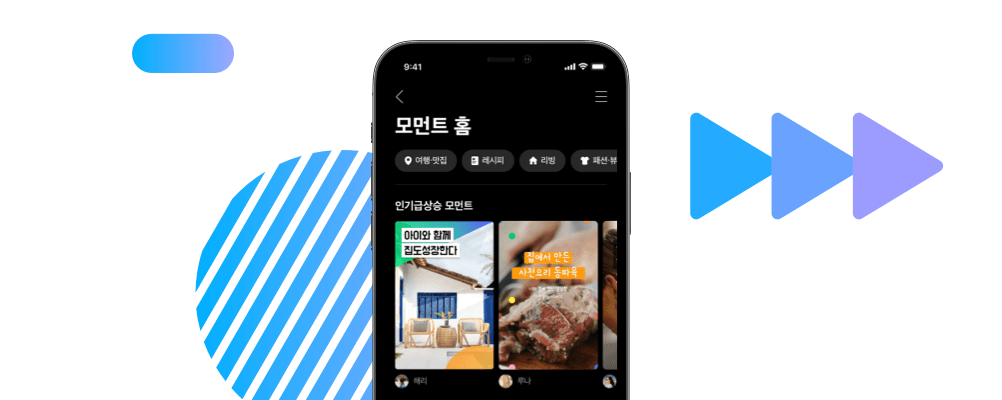 9:41
모먼트 홈
여행·맛집
레시피
리빙
패션·뷰
인기급상승 모먼트
아이와 함께
집도성장한다
집에서 만든
사천요리 동파육
해리
루나